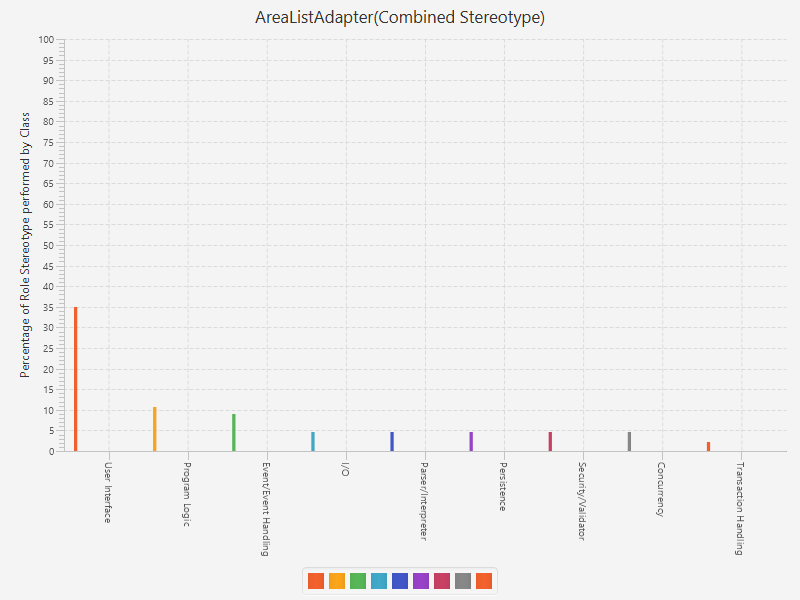 AreaListAdapter(Combined Stereotype)
Percentage of Role Stereotype performed by Class
100
95
90
85
80
75
70
65
60
55
50
45
40
35
30
25
20
15
10
5
0
User Interface
Program Logic
Event/Event Handling
I/O
Parser/Interpreter
Persistence
Security/Validator
Concurrency
Transaction Handling